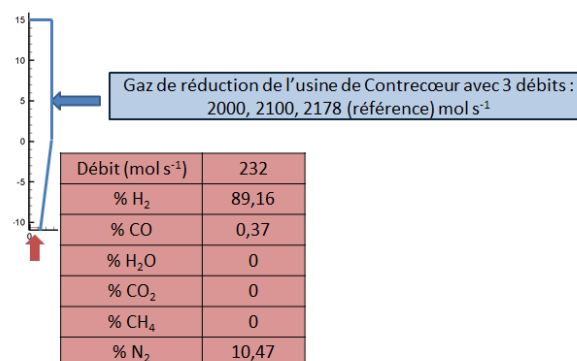 15
10
5
0
-5
-10
0
Gaz de réduction de l'usine de Contrecœur avec 3 débits :
2000, 2100, 2178 (référence) mol s⁻¹
Débit (mol s⁻¹) 232
% H₂ 89,16
% CO 0,37
% H₂O 0
% CO₂ 0
% CH₄ 0
% N₂ 10,47